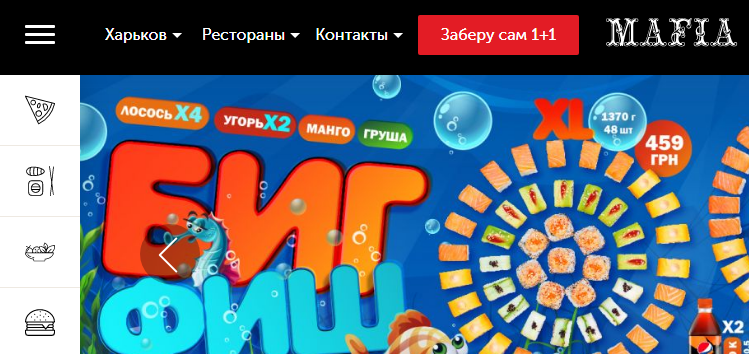 Харьков Рестораны Контакты Заберу сам 1+1 MAFIA
ЛОСОСЬ X4 УГОРЬ X2 МАНГО ГРУША
XL
1370 г
48 шт
459
ГРН
БИГ
ФИШ
X2